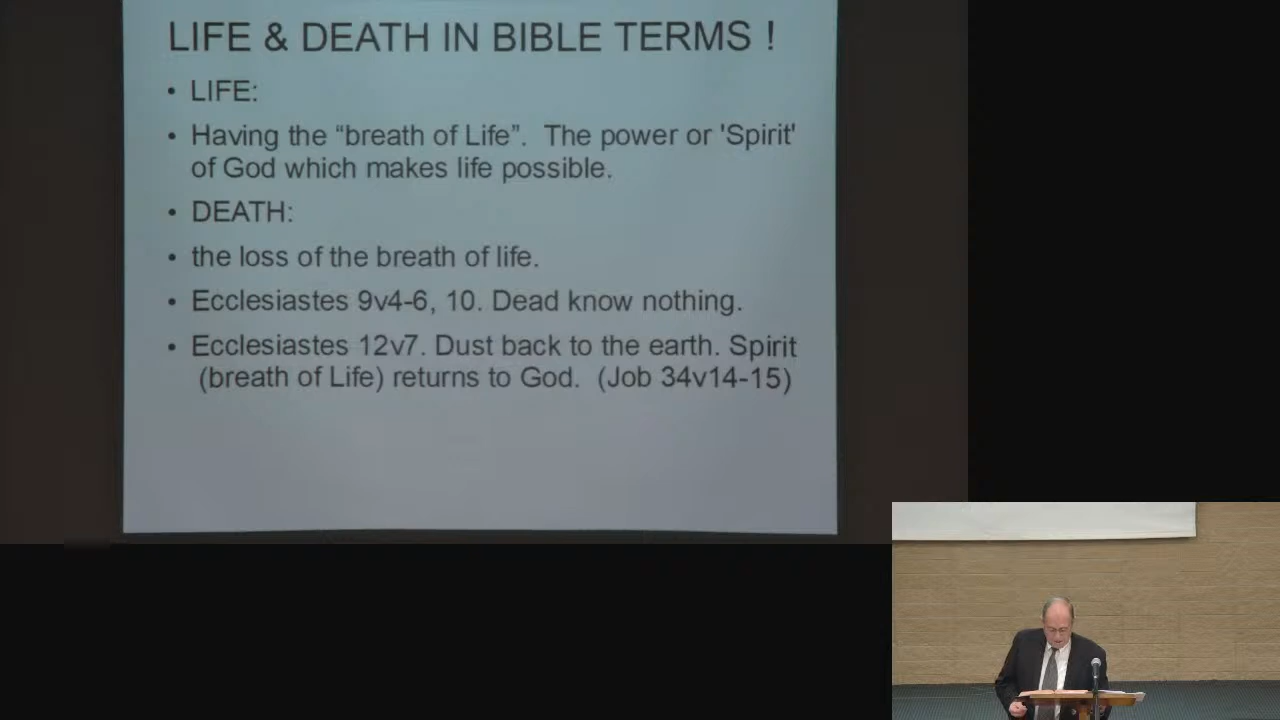 LIFE & DEATH IN BIBLE TERMS !
• LIFE:
• Having the “breath of Life”. The power or 'Spirit'
of God which makes life possible.
• DEATH:
• the loss of the breath of life.
• Ecclesiastes 9v4-6, 10. Dead know nothing.
• Ecclesiastes 12v7. Dust back to the earth. Spirit
(breath of Life) returns to God. (Job 34v14-15)